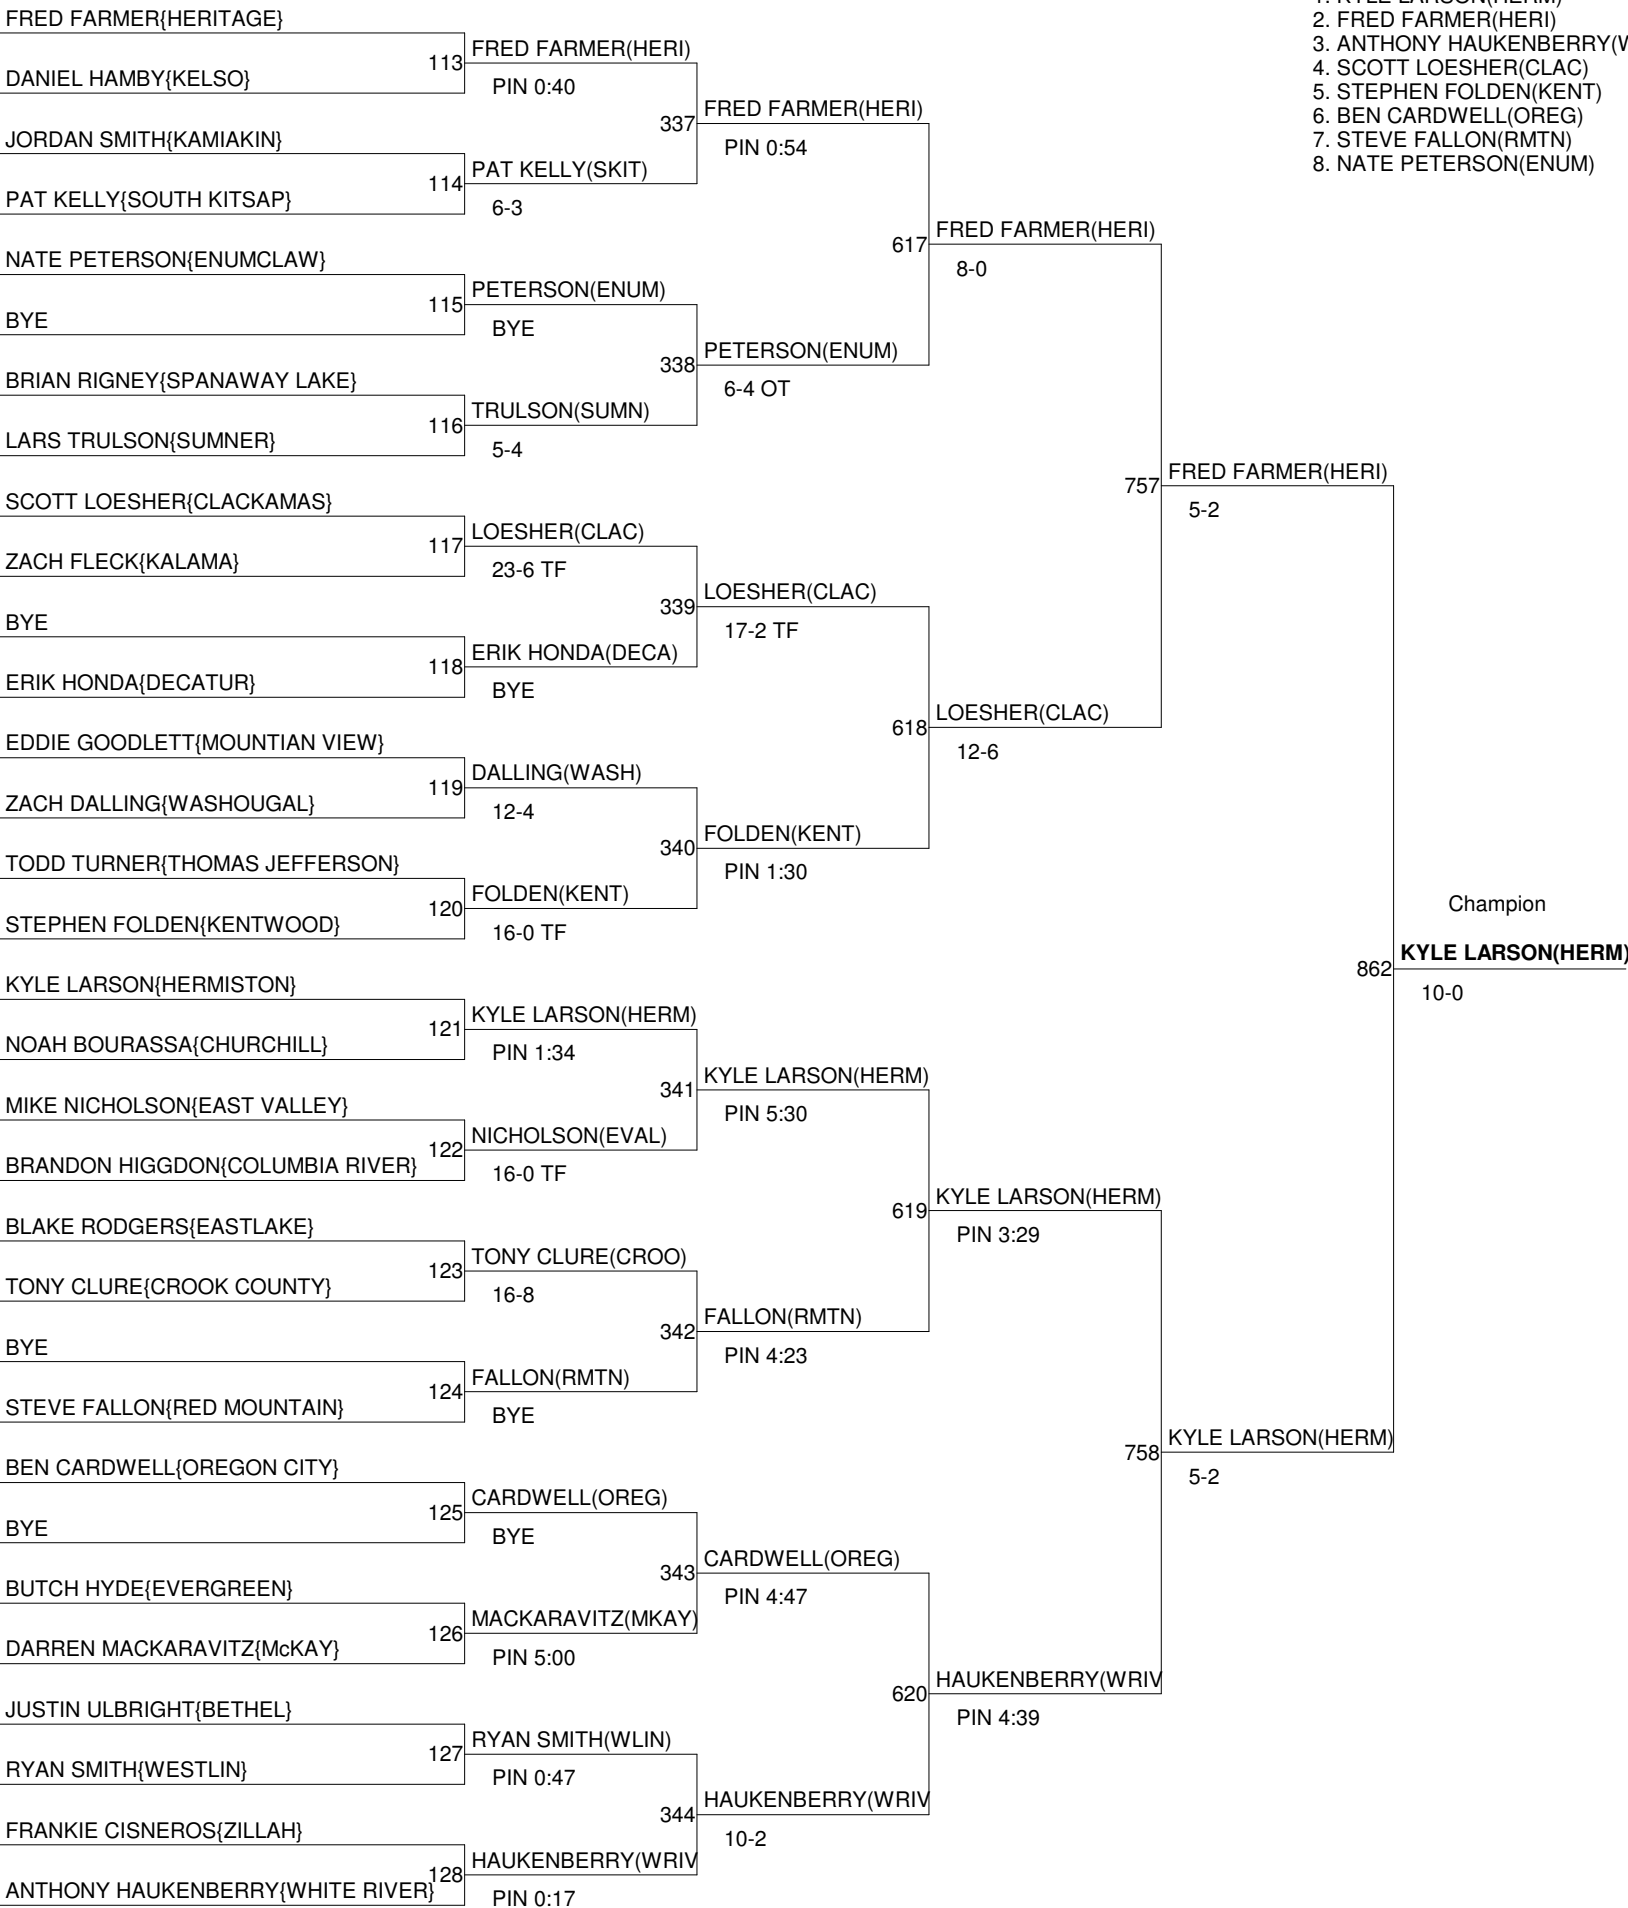 1. KYLE LARSON(HERM)
2. FRED FARMER(HERI)
3. ANTHONY HAUKENBERRY(W
4. SCOTT LOESHER(CLAC)
5. STEPHEN FOLDEN(KENT)
6. BEN CARDWELL(OREG)
7. STEVE FALLON(RMTN)
8. NATE PETERSON(ENUM)
FRED FARMER{HERITAGE}
DANIEL HAMBY{KELSO}
JORDAN SMITH{KAMIAKIN}
PAT KELLY{SOUTH KITSAP}
NATE PETERSON{ENUMCLAW}
BYE
BRIAN RIGNEY{SPANAWAY LAKE}
LARS TRULSON{SUMNER}
SCOTT LOESHER{CLACKAMAS}
ZACH FLECK{KALAMA}
BYE
ERIK HONDA{DECATUR}
EDDIE GOODLETT{MOUNTIAN VIEW}
ZACH DALLING{WASHOUGAL}
TODD TURNER{THOMAS JEFFERSON}
STEPHEN FOLDEN{KENTWOOD}
KYLE LARSON{HERMISTON}
NOAH BOURASSA{CHURCHILL}
MIKE NICHOLSON{EAST VALLEY}
BRANDON HIGGDON{COLUMBIA RIVER}
BLAKE RODGERS{EASTLAKE}
TONY CLURE{CROOK COUNTY}
BYE
STEVE FALLON{RED MOUNTAIN}
BEN CARDWELL{OREGON CITY}
BYE
BUTCH HYDE{EVERGREEN}
DARREN MACKARAVITZ{McKAY}
JUSTIN ULBRIGHT{BETHEL}
RYAN SMITH{WESTLIN}
FRANKIE CISNEROS{ZILLAH}
ANTHONY HAUKENBERRY{WHITE RIVER}
113 FRED FARMER(HERI)
PIN 0:40
114 PAT KELLY(SKIT)
6-3
115 PETERSON(ENUM)
BYE
116 TRULSON(SUMN)
5-4
117 LOESHER(CLAC)
23-6 TF
118 ERIK HONDA(DECA)
BYE
119 DALLING(WASH)
12-4
120 FOLDEN(KENT)
16-0 TF
121 KYLE LARSON(HERM)
PIN 1:34
122 NICHOLSON(EVAL)
16-0 TF
123 TONY CLURE(CROO)
16-8
124 FALLON(RMTN)
BYE
125 CARDWELL(OREG)
BYE
126 MACKARAVITZ(MKAY)
PIN 5:00
127 RYAN SMITH(WLIN)
PIN 0:47
128 HAUKENBERRY(WRIV
PIN 0:17
337 FRED FARMER(HERI)
PIN 0:54
338 PETERSON(ENUM)
6-4 OT
339 LOESHER(CLAC)
17-2 TF
340 FOLDEN(KENT)
PIN 1:30
341 KYLE LARSON(HERM)
PIN 5:30
342 FALLON(RMTN)
PIN 4:23
343 CARDWELL(OREG)
PIN 4:47
344 HAUKENBERRY(WRIV
10-2
617 FRED FARMER(HERI)
8-0
618 LOESHER(CLAC)
12-6
619 KYLE LARSON(HERM)
PIN 3:29
620 HAUKENBERRY(WRIV
PIN 4:39
757 FRED FARMER(HERI)
5-2
758 KYLE LARSON(HERM)
5-2
Champion
862 KYLE LARSON(HERM)
10-0